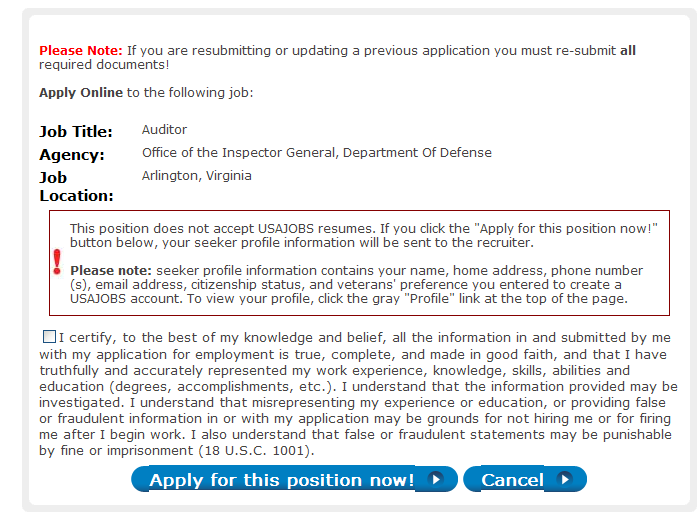 Please Note: If you are resubmitting or updating a previous application you must re-submit all
required documents!
Apply Online to the following job:
Job Title: Auditor
Agency: Office of the Inspector General, Department Of Defense
Job Location: Arlington, Virginia
This position does not accept USAJOBS resumes. If you click the "Apply for this position now!"
button below, your seeker profile information will be sent to the recruiter.
Please note: seeker profile information contains your name, home address, phone number
(s), email address, citizenship status, and veterans' preference you entered to create a
USAJOBS account. To view your profile, click the gray "Profile" link at the top of the page.
I certify, to the best of my knowledge and belief, all the information in and submitted by me
with my application for employment is true, complete, and made in good faith, and that I have
truthfully and accurately represented my work experience, knowledge, skills, abilities and
education (degrees, accomplishments, etc.). I understand that the information provided may be
investigated. I understand that misrepresenting my experience or education, or providing false
or fraudulent information in or with my application may be grounds for not hiring me or for firing
me after I begin work. I also understand that false or fraudulent statements may be punishable
by fine or imprisonment (18 U.S.C. 1001).
Apply for this position now! Cancel